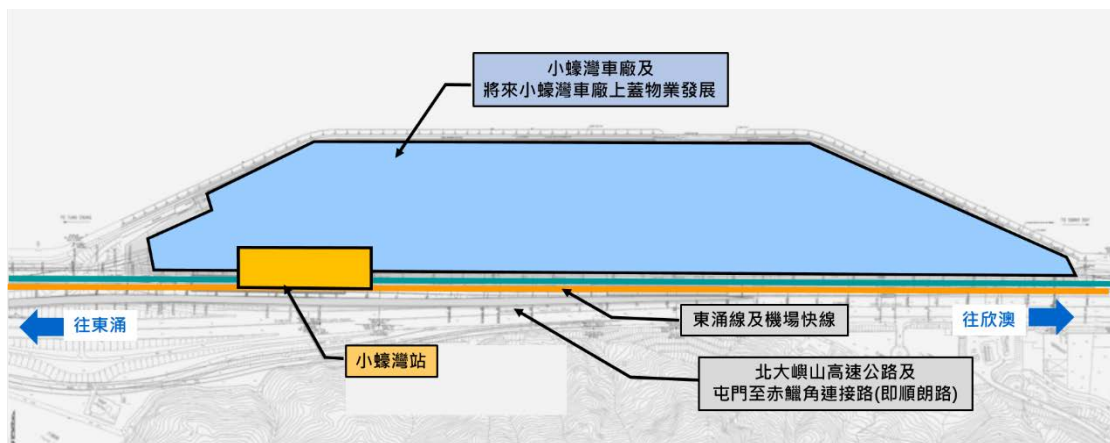 小蠔灣車廠及
將來小蠔灣車廠上蓋物業發展
往東涌
東涌線及機場快線
往欣澳
小蠔灣站
北大嶼山高速公路及
屯門至赤鱲角連接路(即順朗路)